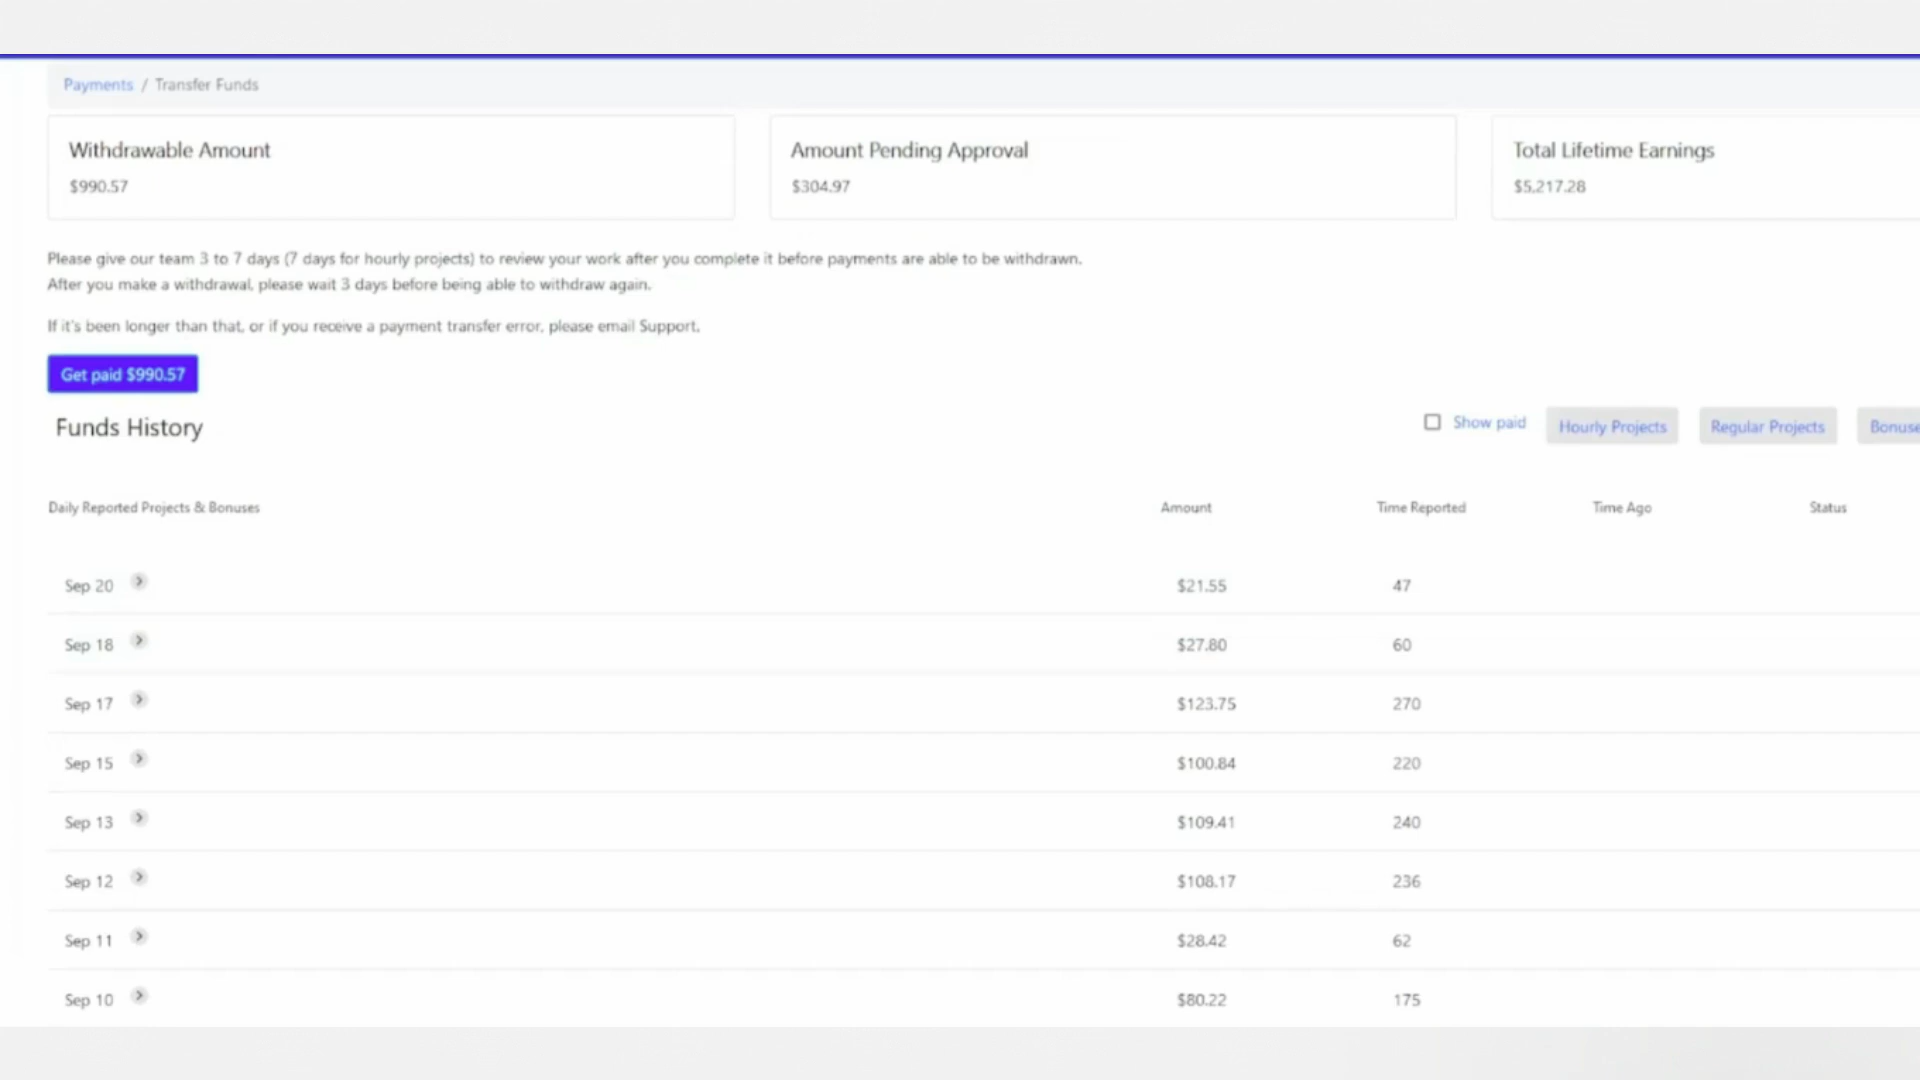 Payments / Transfer Funds
Withdrawable Amount
$990.57
Amount Pending Approval
$304.97
Total Lifetime Earnings
$5,217.28
Please give our team 3 to 7 days (7 days for hourly projects) to review your work after you complete it before payments are able to be withdrawn.
After you make a withdrawal, please wait 3 days before being able to withdraw again.
If it's been longer than that, or if you receive a payment transfer error, please email Support.
Get paid $990.57
Funds History
Show paid
Hourly Projects
Regular Projects
Bonuse
Daily Reported Projects & Bonuses Amount Time Reported Time Ago Status
Sep 20 $21.55 47
Sep 18 $27.80 60
Sep 17 $123.75 270
Sep 15 $100.84 220
Sep 13 $109.41 240
Sep 12 $108.17 236
Sep 11 $28.42 62
Sep 10 $80.22 175